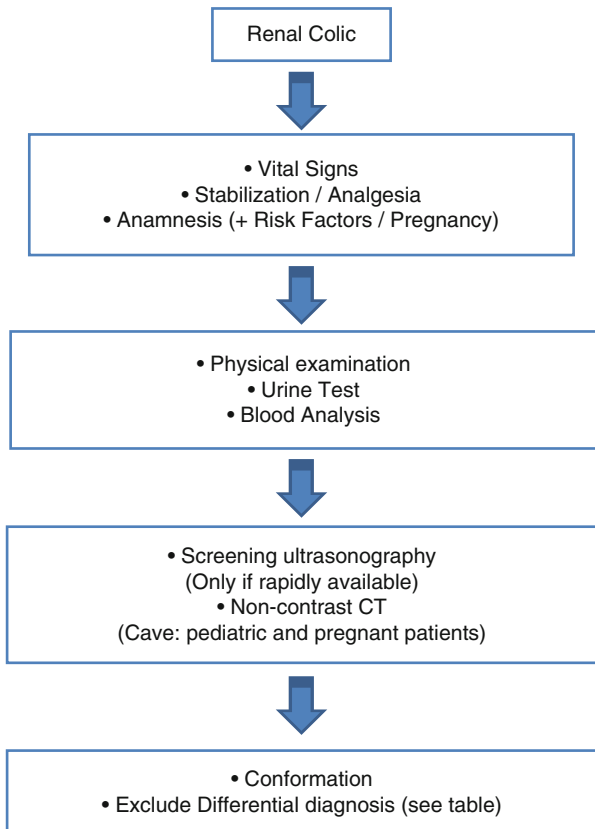 Renal Colic
• Vital Signs
• Stabilization / Analgesia
• Anamnesis (+ Risk Factors / Pregnancy)
• Physical examination
• Urine Test
• Blood Analysis
• Screening ultrasonography
(Only if rapidly available)
• Non-contrast CT
(Cave: pediatric and pregnant patients)
• Conformation
• Exclude Differential diagnosis (see table)